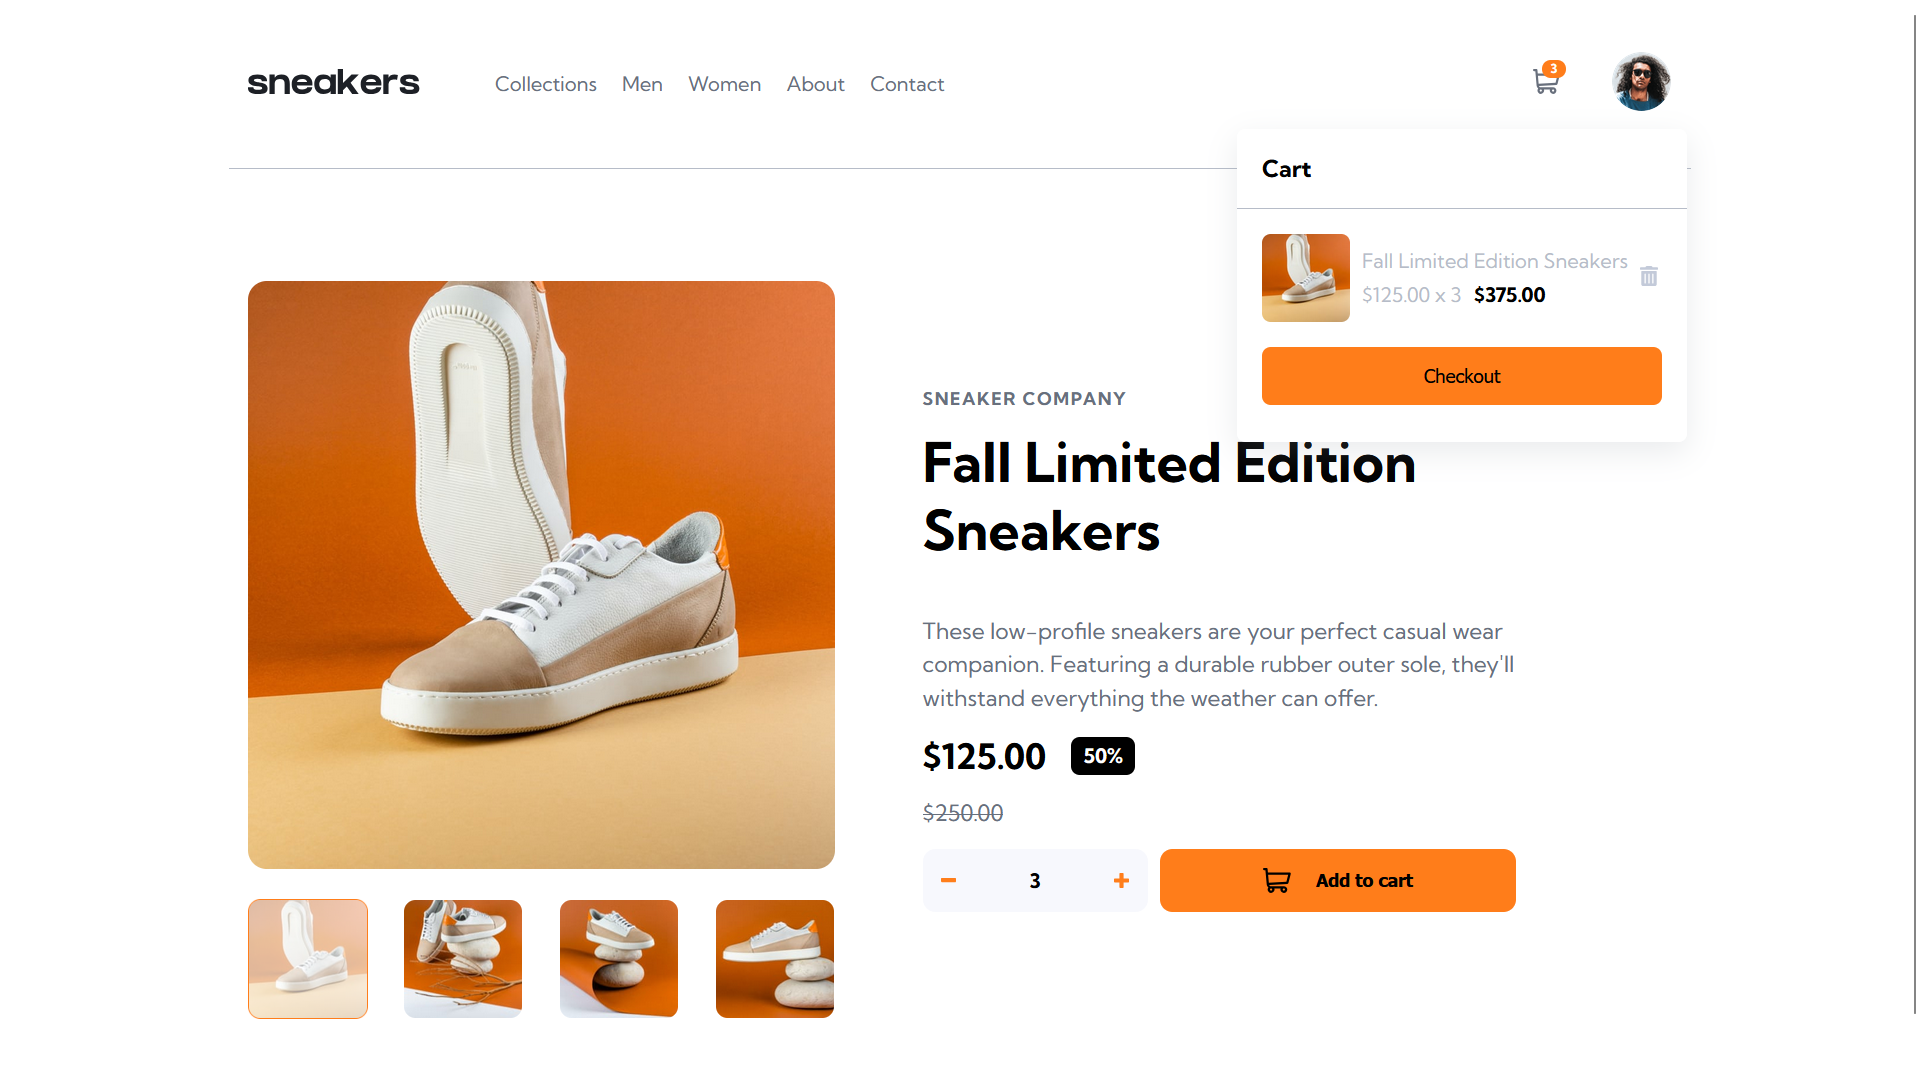 sneakers
Collections Men Women About Contact
3
Cart
Fall Limited Edition Sneakers
$125.00 x 3 $375.00
Checkout
SNEAKER COMPANY
Fall Limited Edition
Sneakers
These low-profile sneakers are your perfect casual wear
companion. Featuring a durable rubber outer sole, they'll
withstand everything the weather can offer.
$125.00 50%
$250.00
3
Add to cart